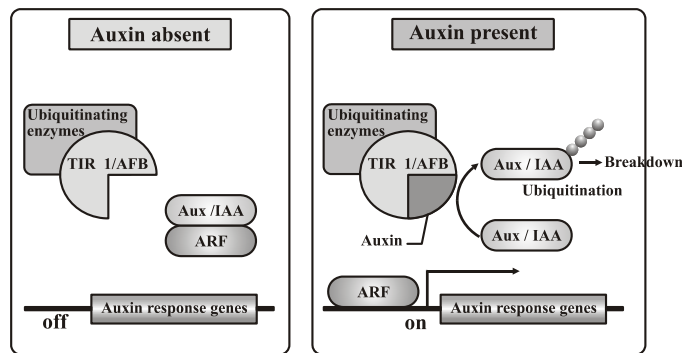 Auxin absent
Ubiquitinating
enzymes
TIR 1/AFB
Aux /IAA
ARF
off
Auxin response genes
Auxin present
Ubiquitinating
enzymes
TIR 1/AFB
Aux / IAA
Breakdown
Ubiquitination
Auxin
Aux / IAA
ARF
on
Auxin response genes